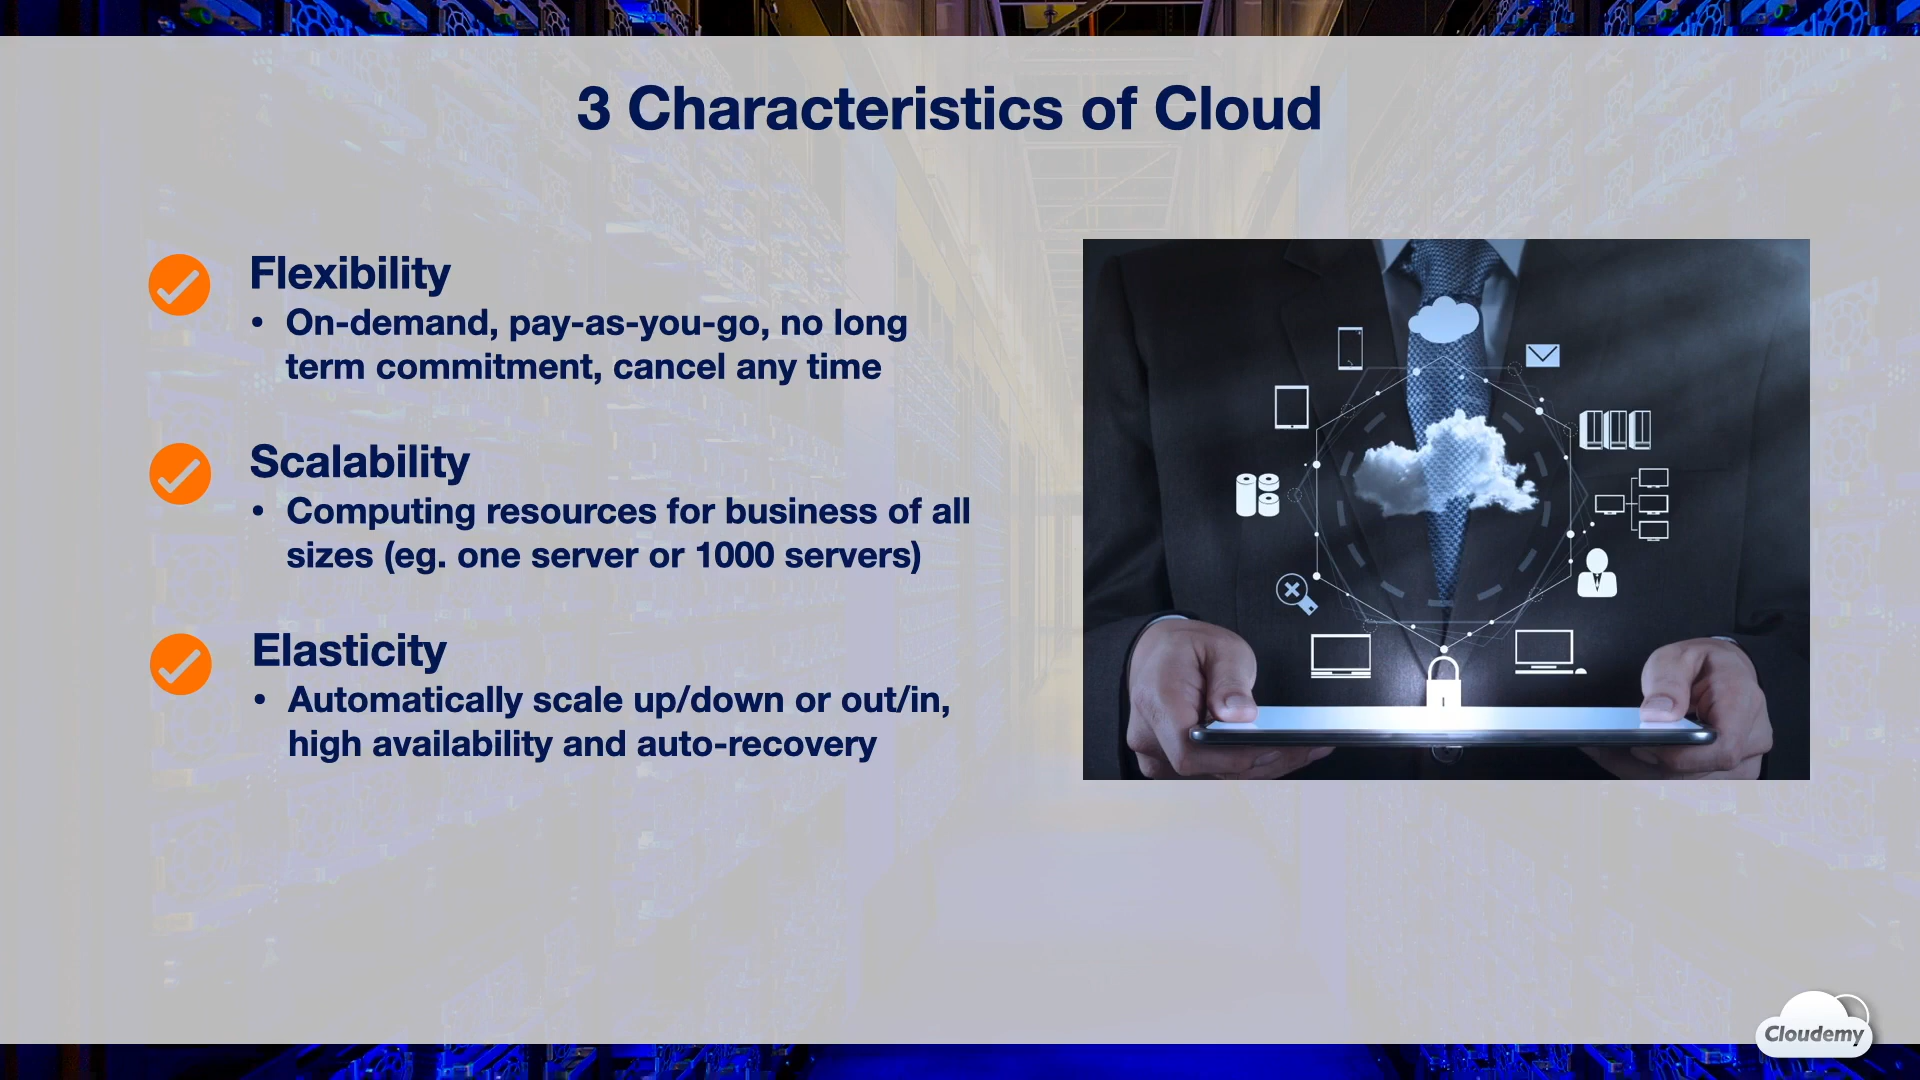 3 Characteristics of Cloud
Flexibility
• On-demand, pay-as-you-go, no long
term commitment, cancel any time
Scalability
• Computing resources for business of all
sizes (eg. one server or 1000 servers)
Elasticity
• Automatically scale up/down or out/in,
high availability and auto-recovery
Cloudemy